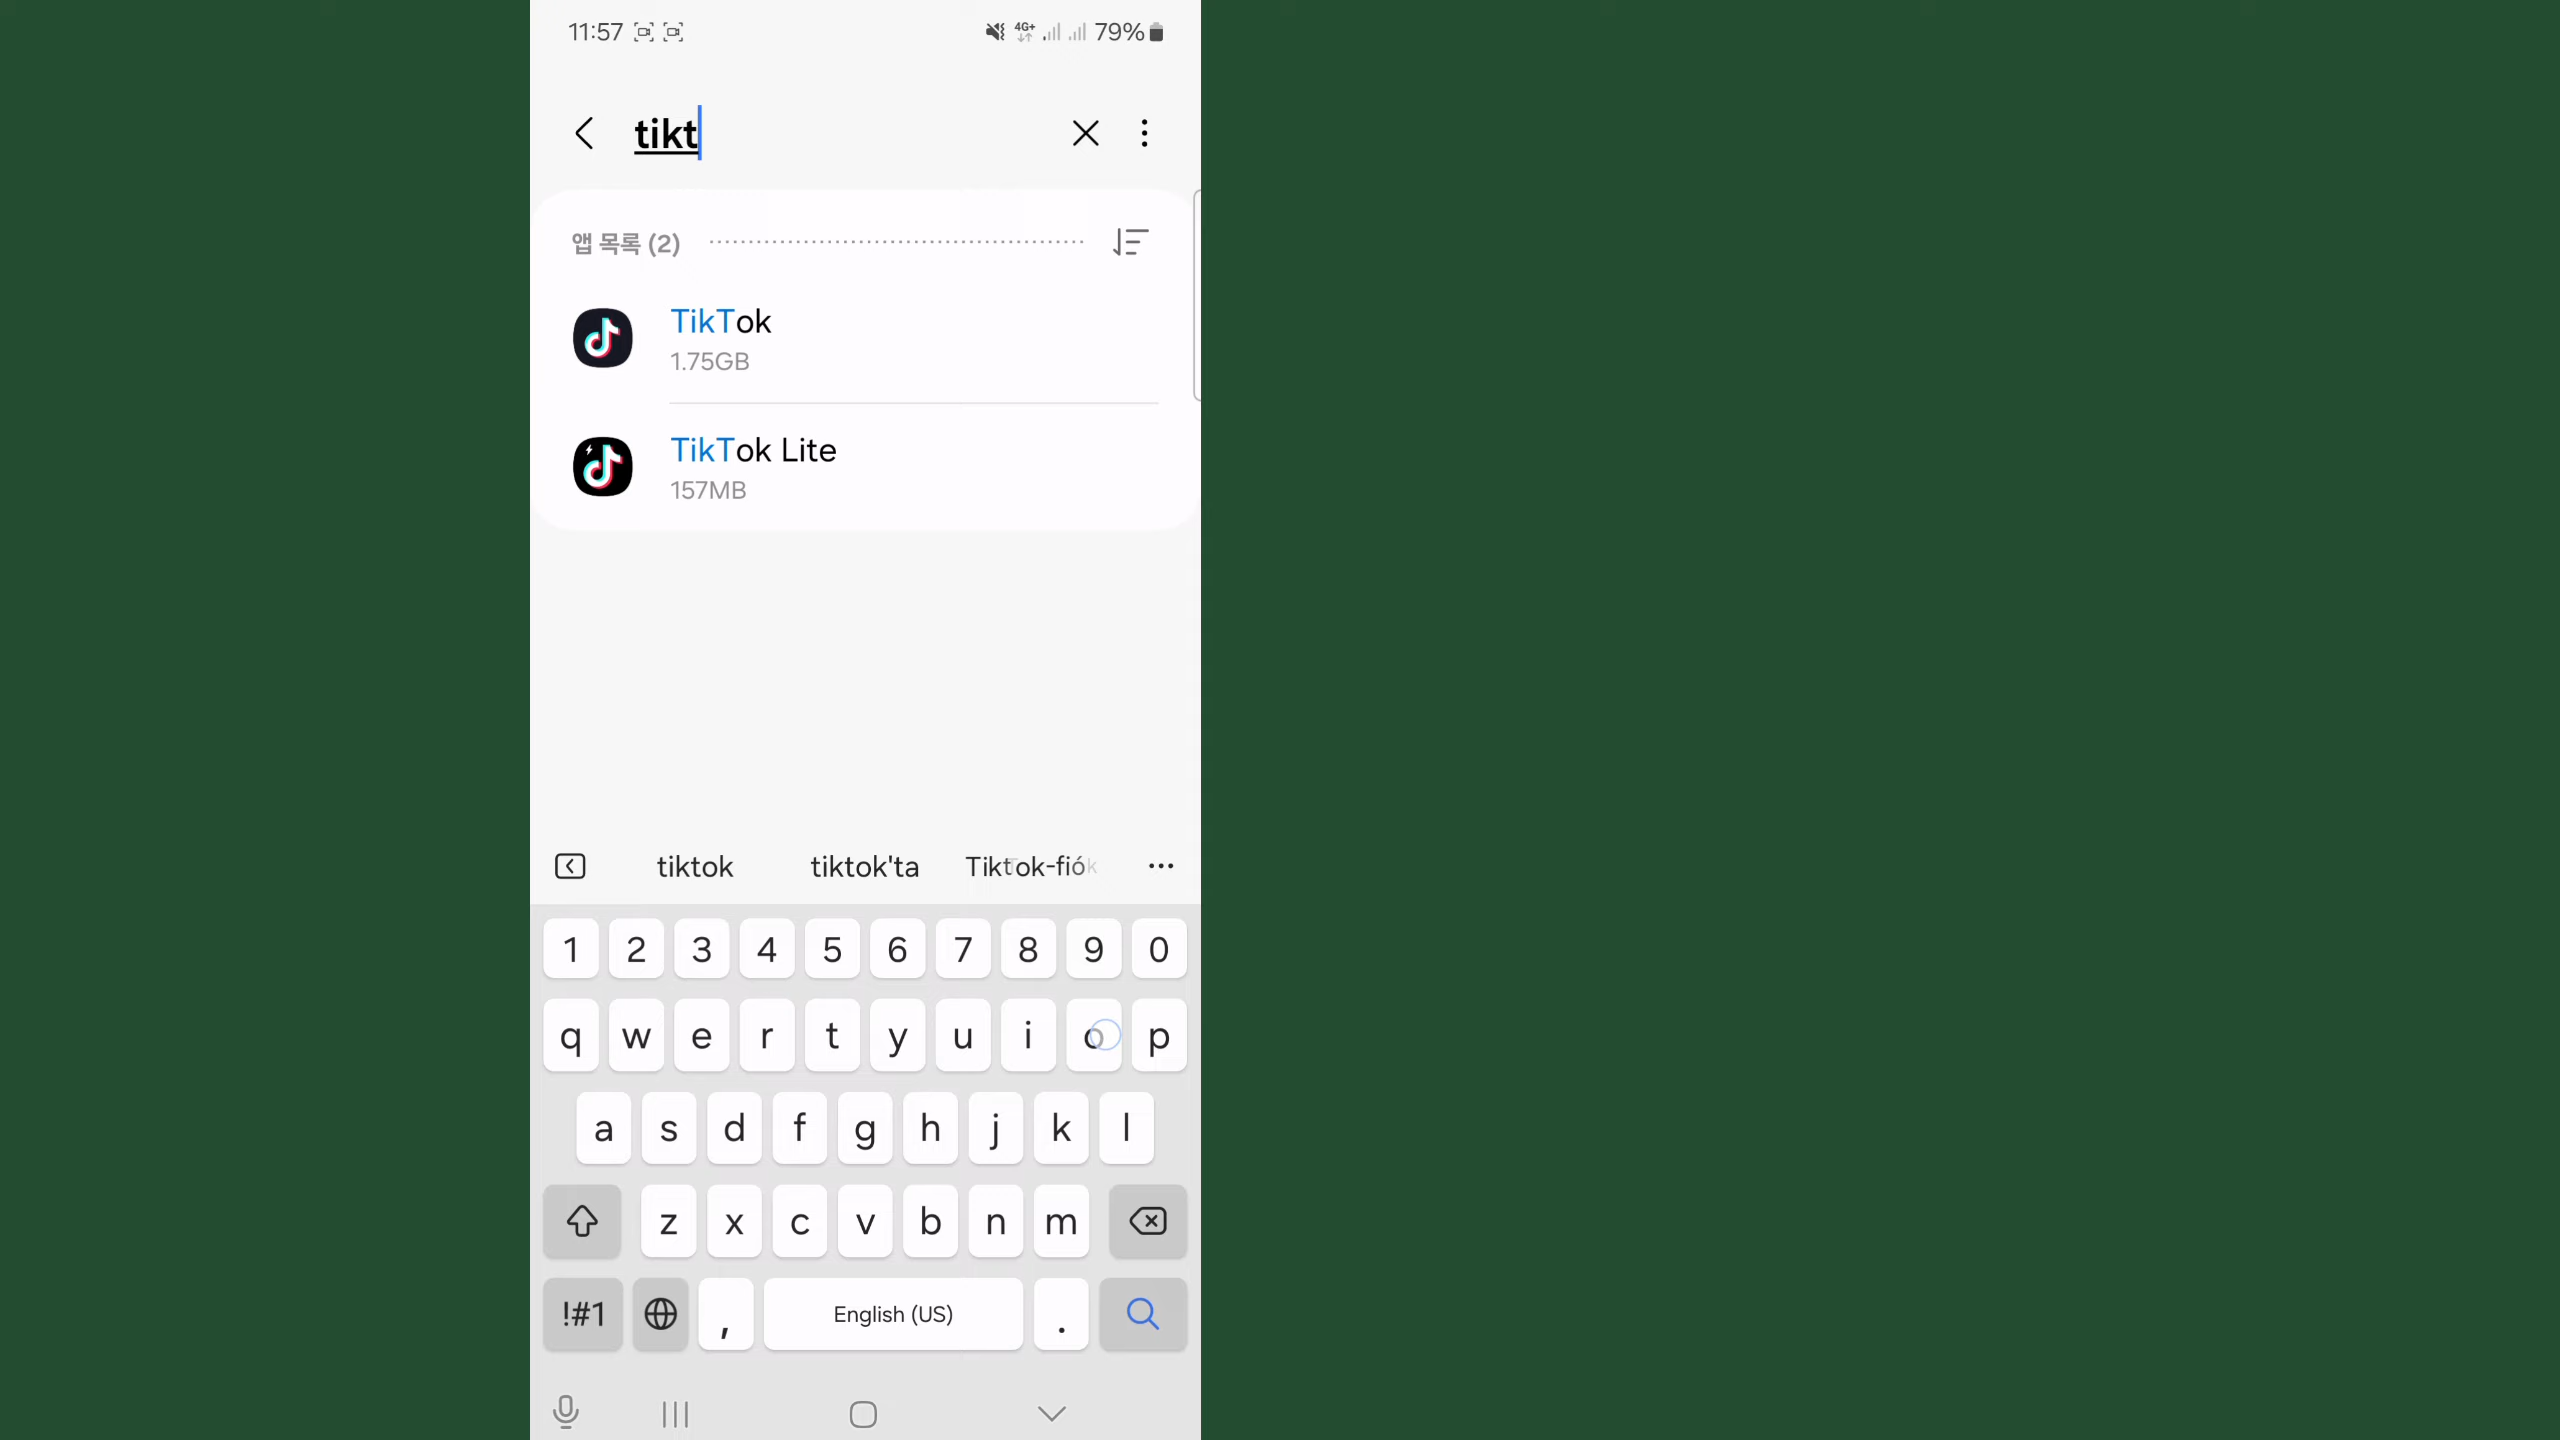 11:57 4G+ 79%
tikt
앱 목록 (2)
TikTok
1.75GB
TikTok Lite
157MB
tiktok tiktok'ta TikTok-fiók
1 2 3 4 5 6 7 8 9 0
q w e r t y u i o p
a s d f g h j k l
z x c v b n m
!#1 , English (US) .